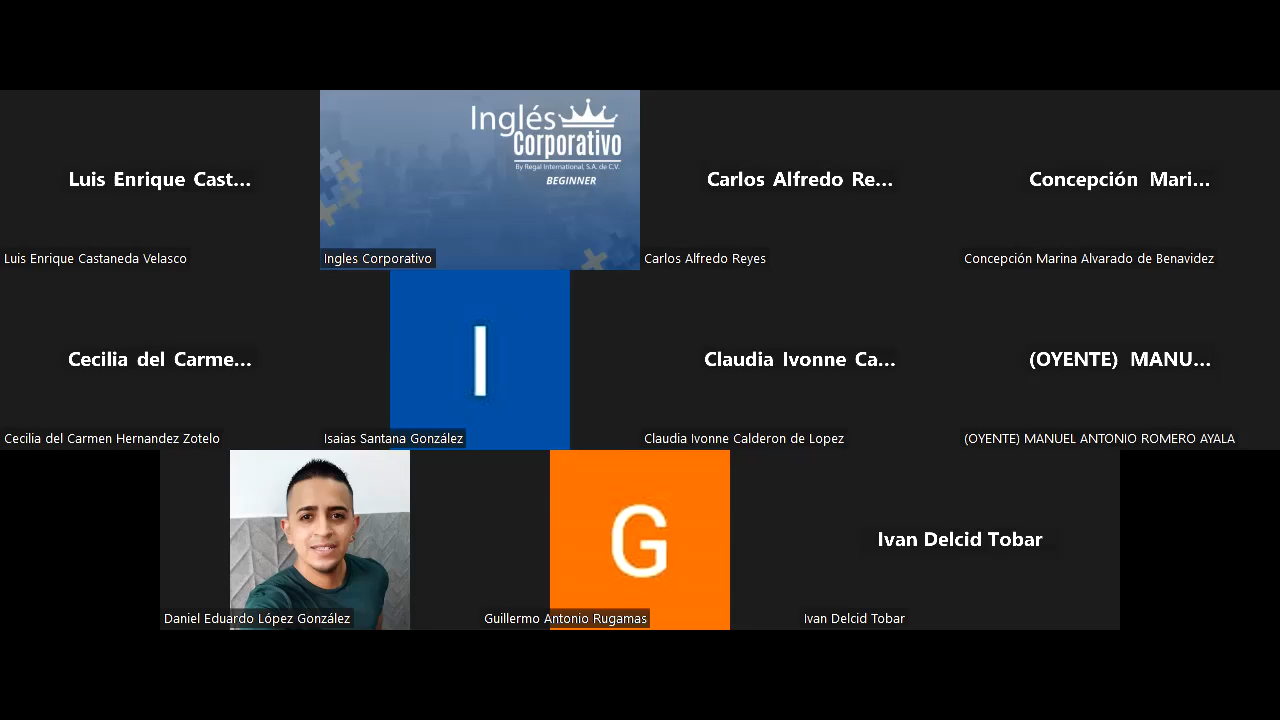 Luis Enrique Cast...
Luis Enrique Castaneda Velasco
Inglés
Corporativo
By Regal International, S.A. de C.V.
BEGINNER
Ingles Corporativo
Carlos Alfredo Re...
Carlos Alfredo Reyes
Concepción Mari...
Concepción Marina Alvarado de Benavidez
Cecilia del Carme...
Cecilia del Carmen Hernandez Zotelo
I
Isaias Santana González
Claudia Ivonne Ca...
Claudia Ivonne Calderon de Lopez
(OYENTE) MANU...
(OYENTE) MANUEL ANTONIO ROMERO AYALA
Daniel Eduardo López González
G
Guillermo Antonio Rugamas
Ivan Delcid Tobar
Ivan Delcid Tobar